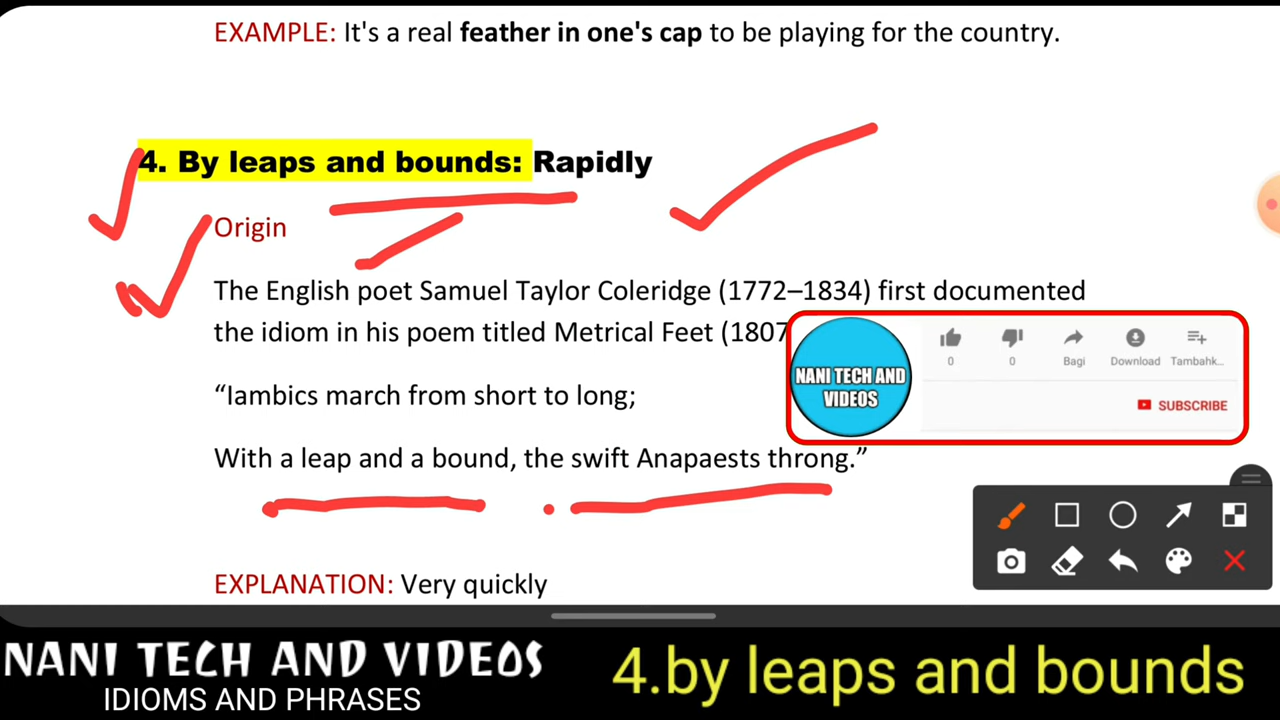 EXAMPLE: It's a real feather in one's cap to be playing for the country.
4. By leaps and bounds: Rapidly
Origin
The English poet Samuel Taylor Coleridge (1772–1834) first documented
the idiom in his poem titled Metrical Feet (1807
NANI TECH AND
VIDEOS
0 0 Bagi Download Tambahk...
SUBSCRIBE
“Iambics march from short to long;
With a leap and a bound, the swift Anapaests throng.”
EXPLANATION: Very quickly
NANI TECH AND VIDEOS
IDIOMS AND PHRASES
4.by leaps and bounds